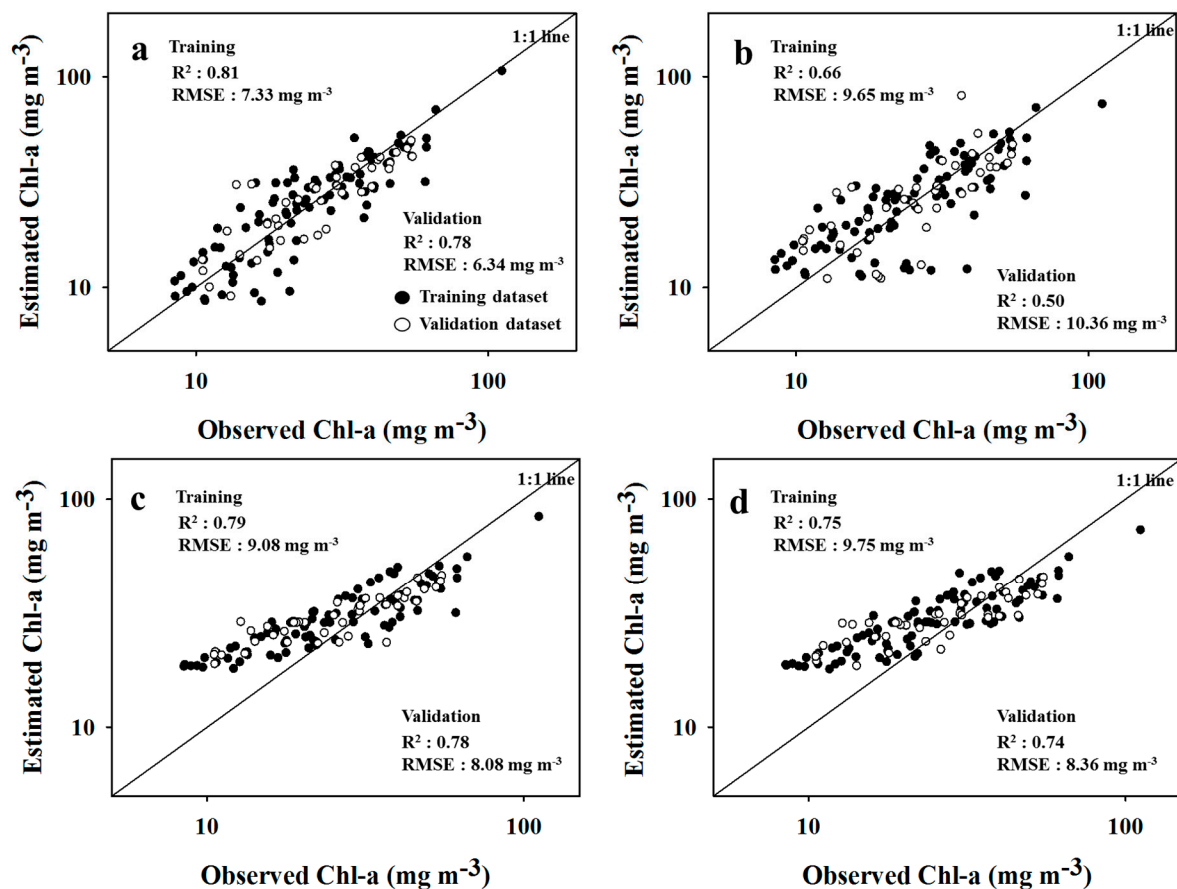 a
Training
R² : 0.81
RMSE : 7.33 mg m⁻³
1:1 line
100
10
Estimated Chl-a (mg m⁻³)
Validation
R² : 0.78
RMSE : 6.34 mg m⁻³
Training dataset
Validation dataset
10
100
Observed Chl-a (mg m⁻³)
b
Training
R² : 0.66
RMSE : 9.65 mg m⁻³
1:1 line
100
10
Estimated Chl-a (mg m⁻³)
Validation
R² : 0.50
RMSE : 10.36 mg m⁻³
10
100
Observed Chl-a (mg m⁻³)
c
Training
R² : 0.79
RMSE : 9.08 mg m⁻³
1:1 line
100
10
Estimated Chl-a (mg m⁻³)
Validation
R² : 0.78
RMSE : 8.08 mg m⁻³
10
100
Observed Chl-a (mg m⁻³)
d
Training
R² : 0.75
RMSE : 9.75 mg m⁻³
1:1 line
100
10
Estimated Chl-a (mg m⁻³)
Validation
R² : 0.74
RMSE : 8.36 mg m⁻³
10
100
Observed Chl-a (mg m⁻³)